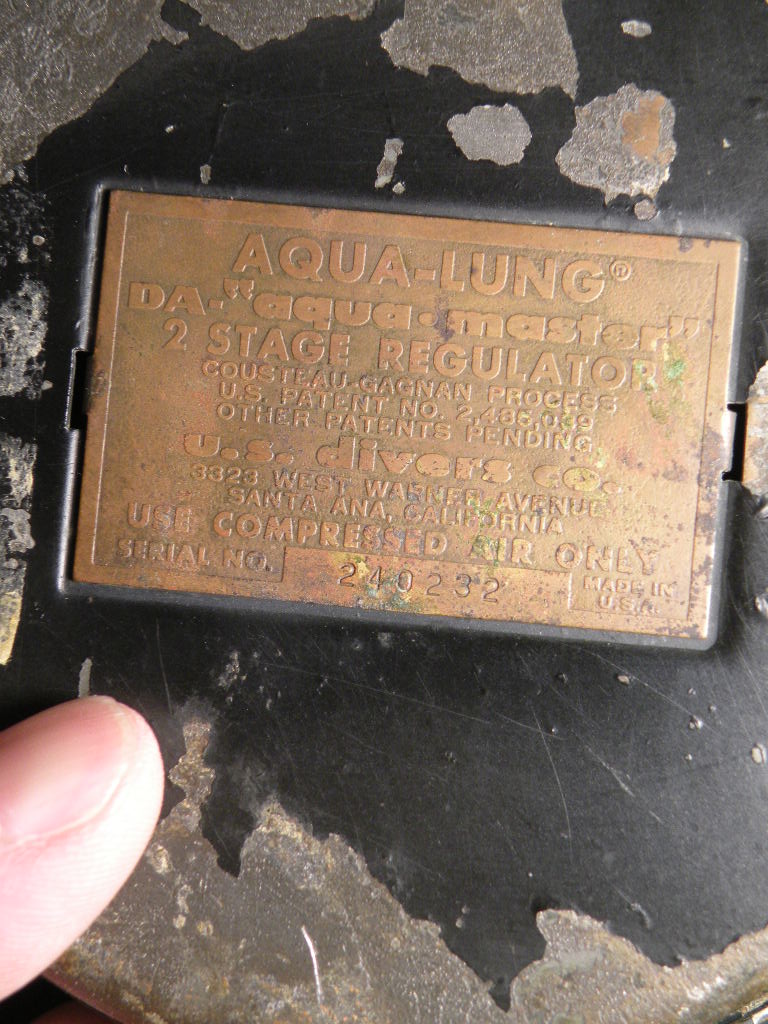 AQUA-LUNG®
DA-"aqua-master"
2 STAGE REGULATOR
COUSTEAU-GAGNAN PROCESS
U.S. PATENT NO. 2,485,039
OTHER PATENTS PENDING
u.s. divers co.
3323 WEST WARNER AVENUE
SANTA ANA, CALIFORNIA
USE COMPRESSED AIR ONLY
SERIAL NO. 240232 MADE IN U.S.A.